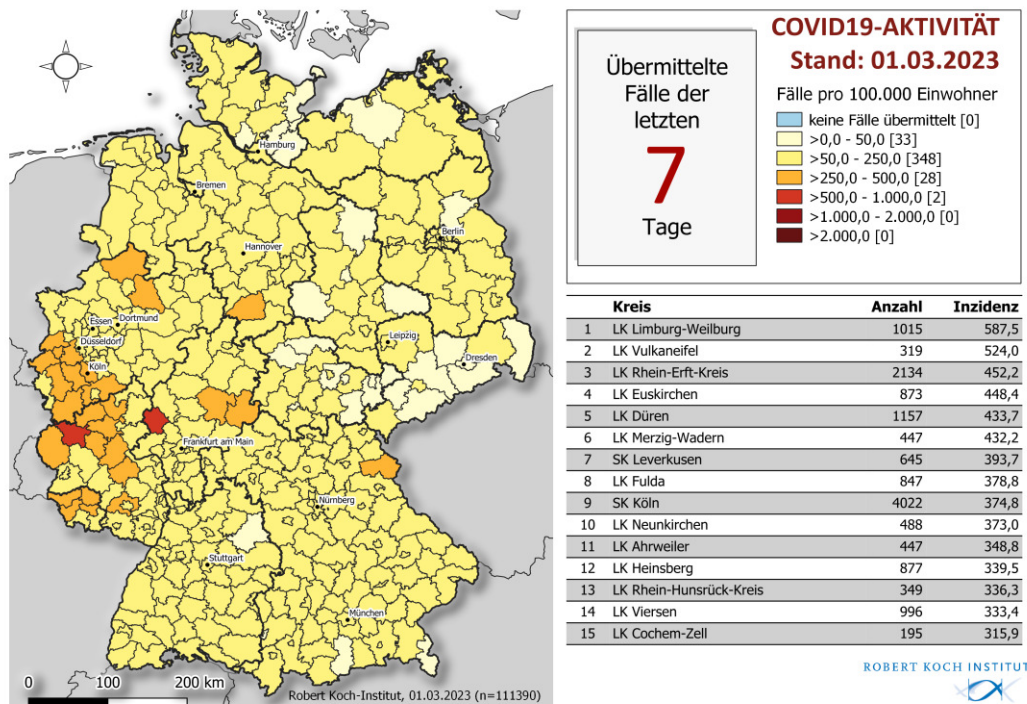 COVID19-AKTIVITÄT
Stand: 01.03.2023
Übermittelte
Fälle der
letzten
7
Tage
Fälle pro 100.000 Einwohner
keine Fälle übermittelt [0]
>0,0 - 50,0 [33]
>50,0 - 250,0 [348]
>250,0 - 500,0 [28]
>500,0 - 1.000,0 [2]
>1.000,0 - 2.000,0 [0]
>2.000,0 [0]
Hamburg
Bremen
Berlin
Hannover
Essen
Dortmund
Düsseldorf
Leipzig
Köln
Dresden
Frankfurt am Main
Nürnberg
Stuttgart
München
0 100 200 km
Robert Koch-Institut, 01.03.2023 (n=111390)
Kreis Anzahl Inzidenz
1 LK Limburg-Weilburg 1015 587,5
2 LK Vulkaneifel 319 524,0
3 LK Rhein-Erft-Kreis 2134 452,2
4 LK Euskirchen 873 448,4
5 LK Düren 1157 433,7
6 LK Merzig-Wadern 447 432,2
7 SK Leverkusen 645 393,7
8 LK Fulda 847 378,8
9 SK Köln 4022 374,8
10 LK Neunkirchen 488 373,0
11 LK Ahrweiler 447 348,8
12 LK Heinsberg 877 339,5
13 LK Rhein-Hunsrück-Kreis 349 336,3
14 LK Viersen 996 333,4
15 LK Cochem-Zell 195 315,9
ROBERT KOCH INSTITUT